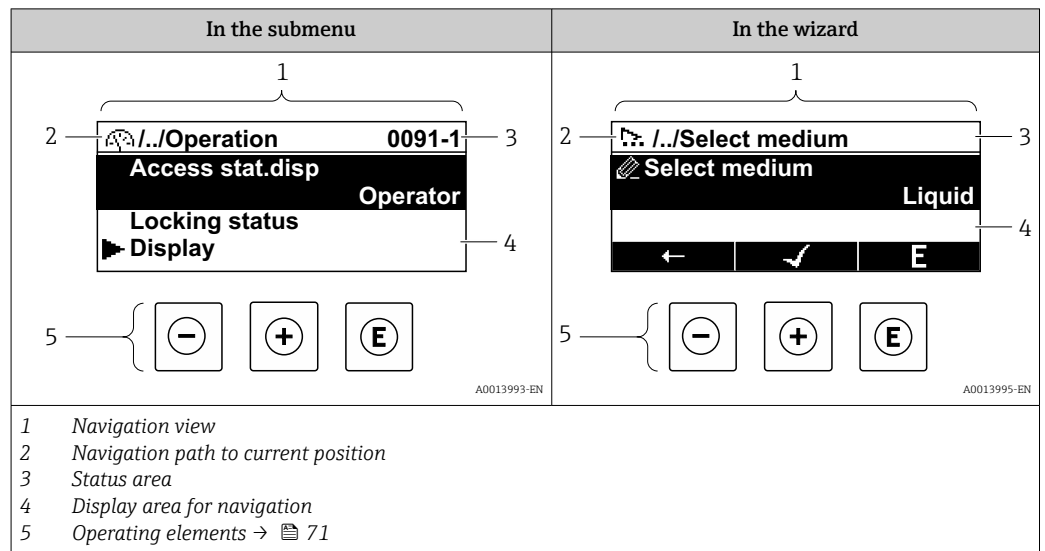 In the submenu
In the wizard
1
2 /../Operation 0091-1 3
Access stat.disp
Operator
Locking status
Display 4
5 - + E
A0013993-EN
1
2 /../Select medium 3
Select medium
Liquid
4
← ✓ E
5 - + E
A0013995-EN
1 Navigation view
2 Navigation path to current position
3 Status area
4 Display area for navigation
5 Operating elements → 71